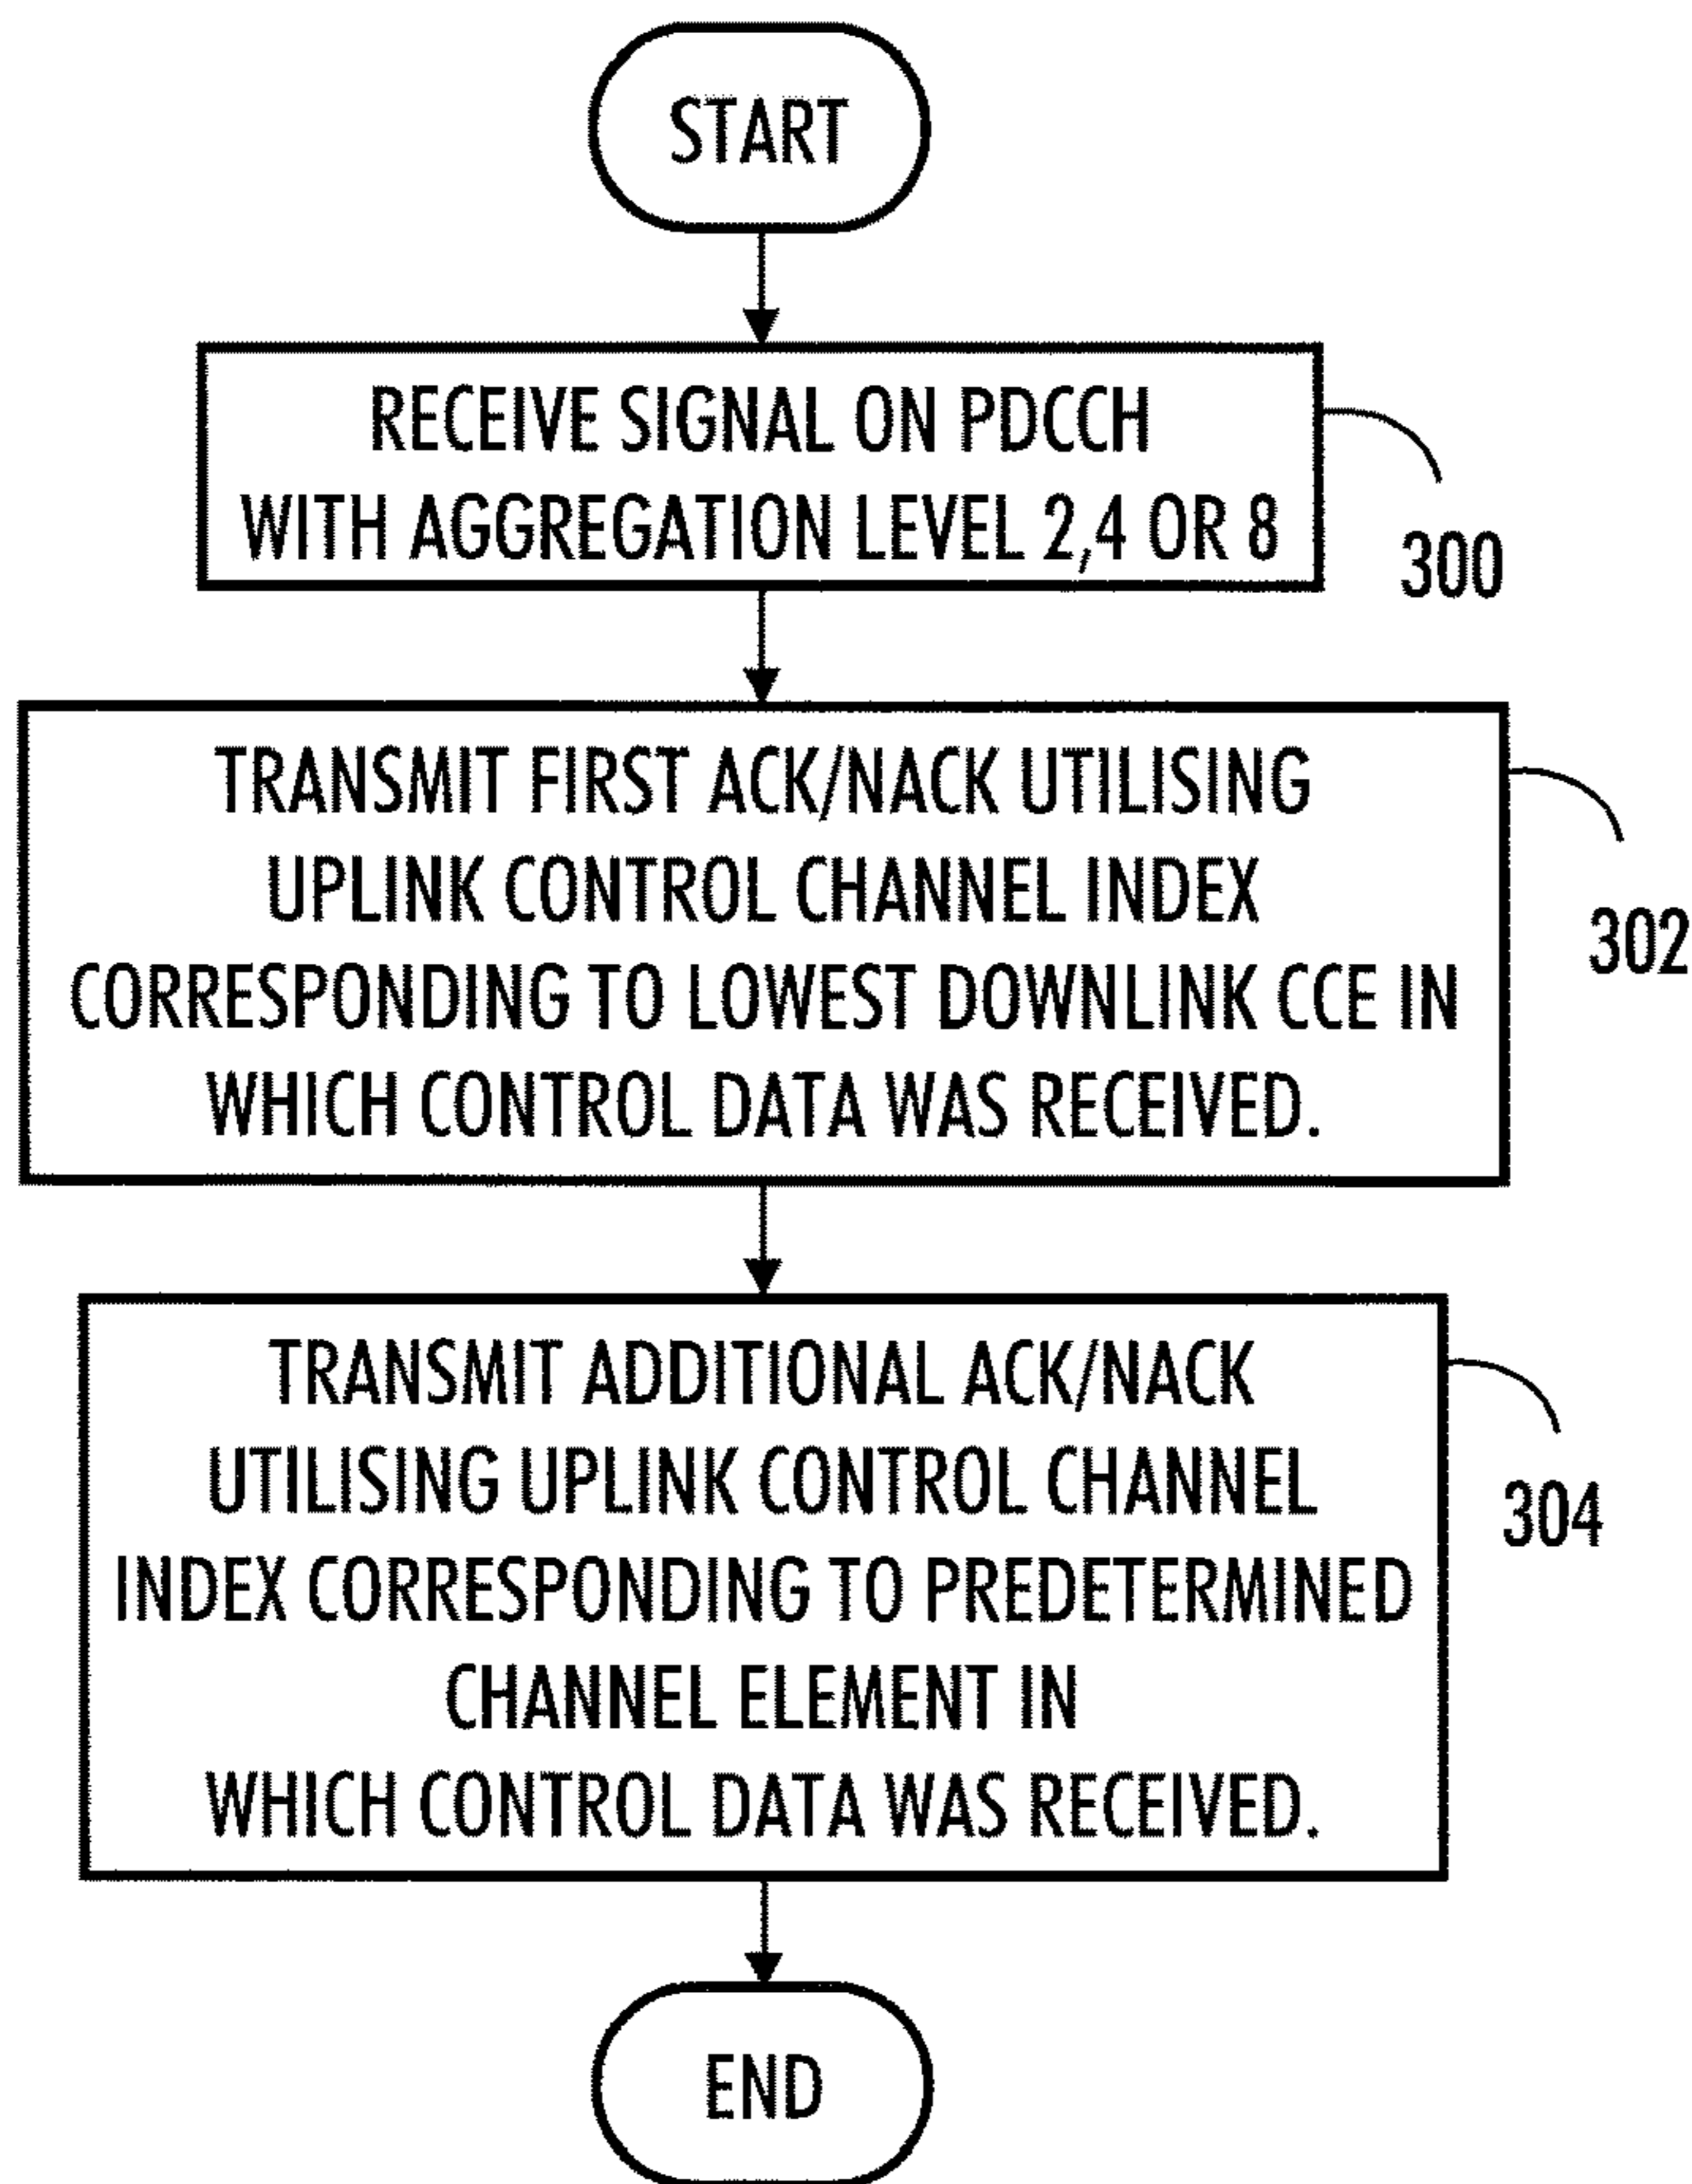 START
RECEIVE SIGNAL ON PDCCH
WITH AGGREGATION LEVEL 2,4 OR 8
300
TRANSMIT FIRST ACK/NACK UTILISING
UPLINK CONTROL CHANNEL INDEX
CORRESPONDING TO LOWEST DOWNLINK CCE IN
WHICH CONTROL DATA WAS RECEIVED.
302
TRANSMIT ADDITIONAL ACK/NACK
UTILISING UPLINK CONTROL CHANNEL
INDEX CORRESPONDING TO PREDETERMINED
CHANNEL ELEMENT IN
WHICH CONTROL DATA WAS RECEIVED.
304
END